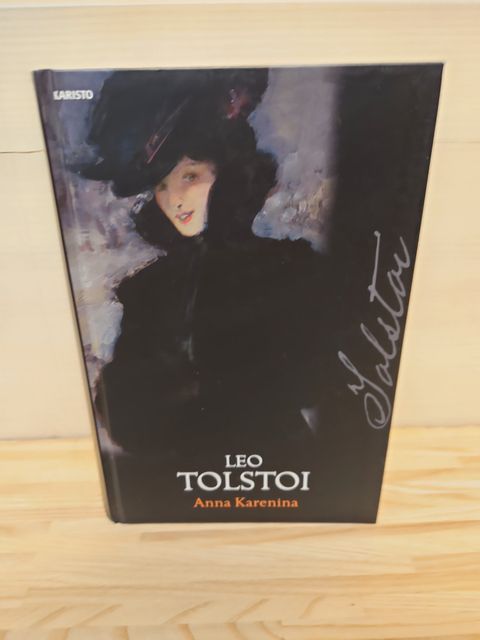 KARISTO
Tolstoi
LEO
TOLSTOI
Anna Karenina